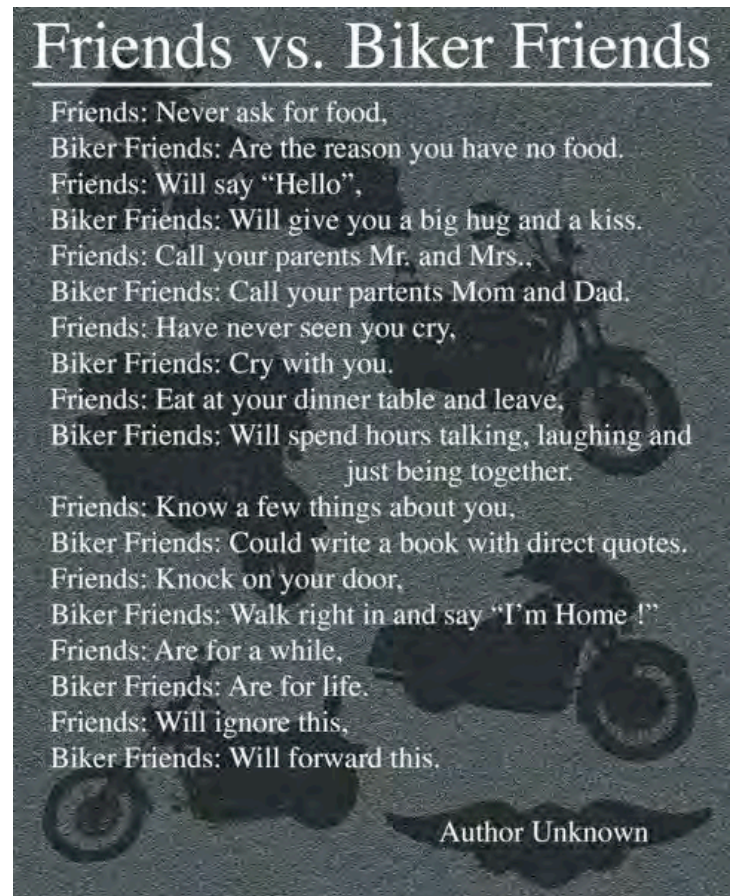 Friends vs. Biker Friends
Friends: Never ask for food,
Biker Friends: Are the reason you have no food.
Friends: Will say “Hello”,
Biker Friends: Will give you a big hug and a kiss.
Friends: Call your parents Mr. and Mrs.,
Biker Friends: Call your partents Mom and Dad.
Friends: Have never seen you cry,
Biker Friends: Cry with you.
Friends: Eat at your dinner table and leave,
Biker Friends: Will spend hours talking, laughing and
just being together.
Friends: Know a few things about you,
Biker Friends: Could write a book with direct quotes.
Friends: Knock on your door,
Biker Friends: Walk right in and say “I’m Home !”
Friends: Are for a while,
Biker Friends: Are for life.
Friends: Will ignore this,
Biker Friends: Will forward this.
Author Unknown